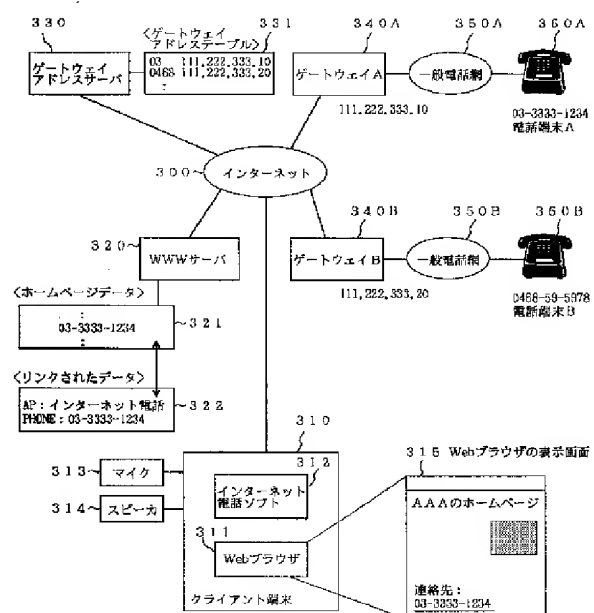 330
<ゲートウェイ
アドレステーブル>
331
340A
350A
360A
ゲートウェイ
アドレスサーバ
03 111.222.333.10
0468 111.222.333.20
:
ゲートウェイA
一般電話網
111.222.333.10
03-3333-1234
電話端末A
300
インターネット
320
WWWサーバ
340B
350B
360B
ゲートウェイB
一般電話網
111.222.333.20
0468-59-5678
電話端末B
<ホームページデータ>
:
03-3333-1234
:
321
<リンクされたデータ>
AP:インターネット電話
PHONE:03-3333-1234
322
310
313
マイク
314
スピーカ
312
インターネット
電話ソフト
311
Webブラウザ
クライアント端末
315 Webブラウザの表示画面
AAAのホームページ
連絡先:
03-3333-1234